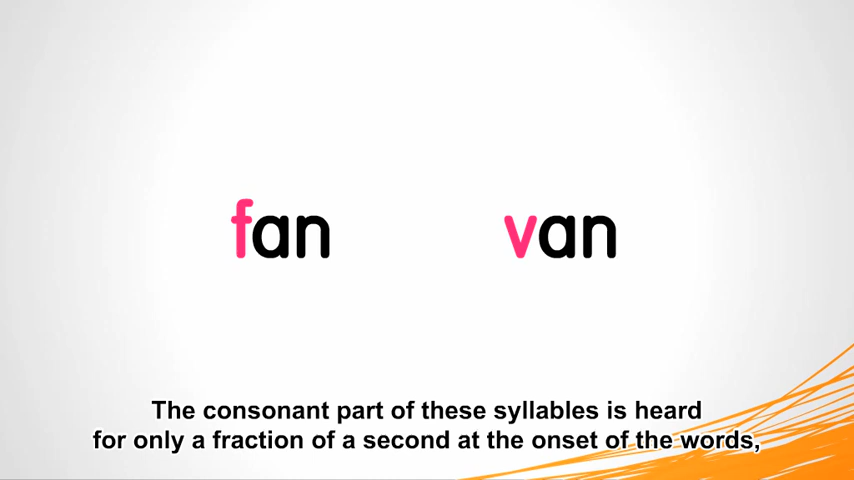 fan van
The consonant part of these syllables is heard
for only a fraction of a second at the onset of the words,